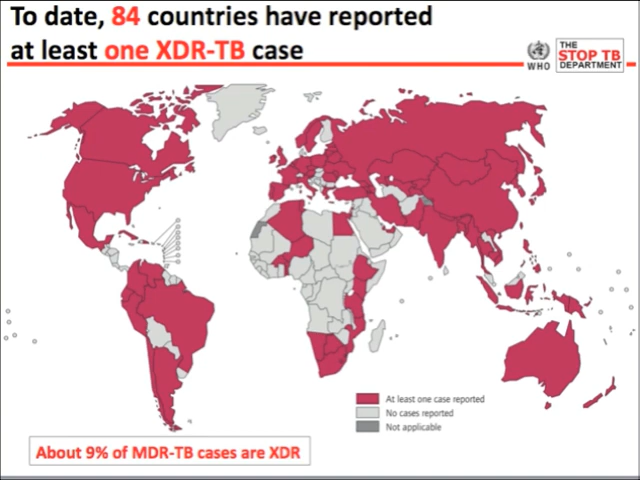 To date, 84 countries have reported
at least one XDR-TB case
WHO
THE
STOP TB
DEPARTMENT
At least one case reported
No cases reported
Not applicable
About 9% of MDR-TB cases are XDR